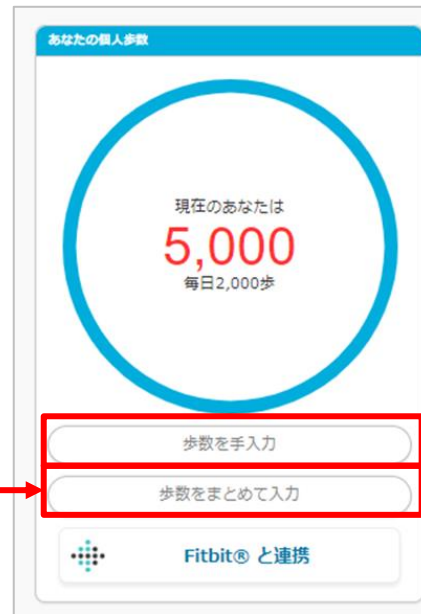 あなたの個人歩数
現在のあなたは
5,000
毎日2,000歩
歩数を手入力
歩数をまとめて入力
Fitbit® と連携